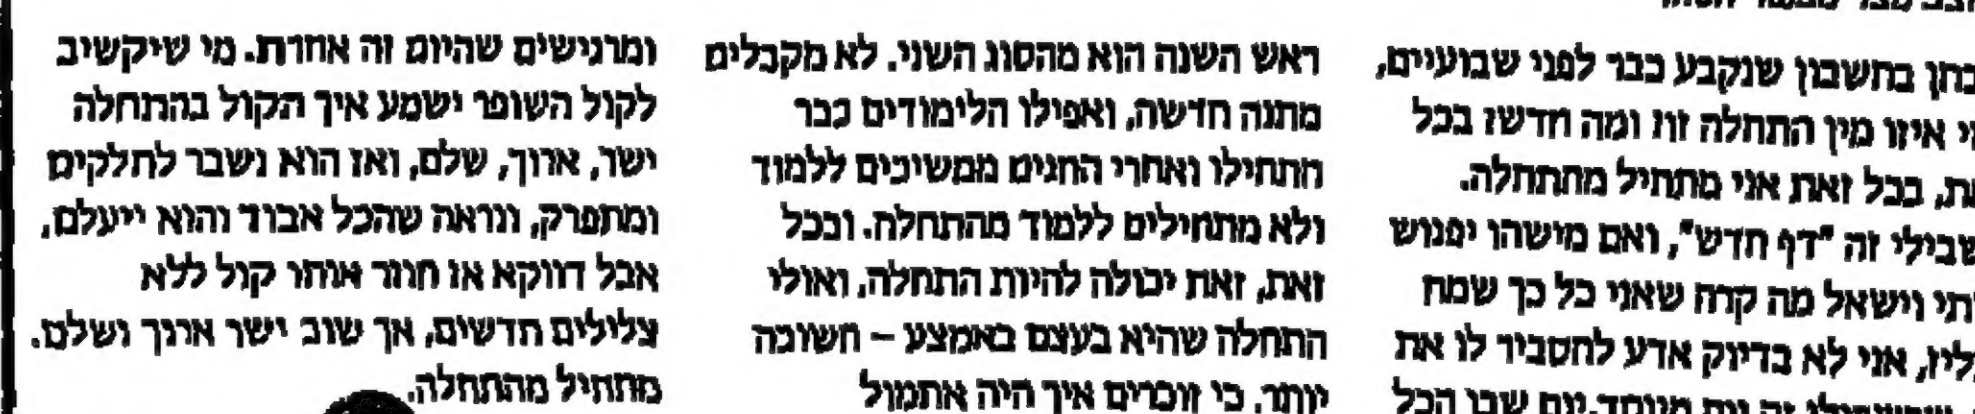 בחשבון שנקבע כבר לפני שבועיים,
איזו מין התחלה זו ומה חדש בכל
בכל זאת אני מתחיל מהתחלה.
זה "דף חדש", ואם מישהו יפגוש
וישאל מה קרה שאני כל כך שמח
אני לא בדיוק אדע להסביר לו את
ראש השנה הוא מהסוג השני. לא מקבלים
מתנה חדשה, ואפילו הלימודים כבר
התחילו ואחרי החגים ממשיכים ללמוד
ולא מתחילים ללמוד מהתחלה. ובכל
זאת, זאת יכולה להיות התחלה, ואולי
התחלה שהיא בעצם באמצע – חשובה
יותר. כי זוכרים איך היה אתמול
ומרגישים שהיום זה אחרת. מי שיקשיב
לקול השופר ישמע איך הקול בהתחלה
ישר, ארוך, שלם, ואז הוא נשבר לחלקים
ומתפרק, ונראה שהכל אבוד והוא ייעלם,
אבל דווקא אז חוזר אותו קול ללא
צלילים חדשים, אך שוב ישר ארוך ושלם.
מתחיל מהתחלה.